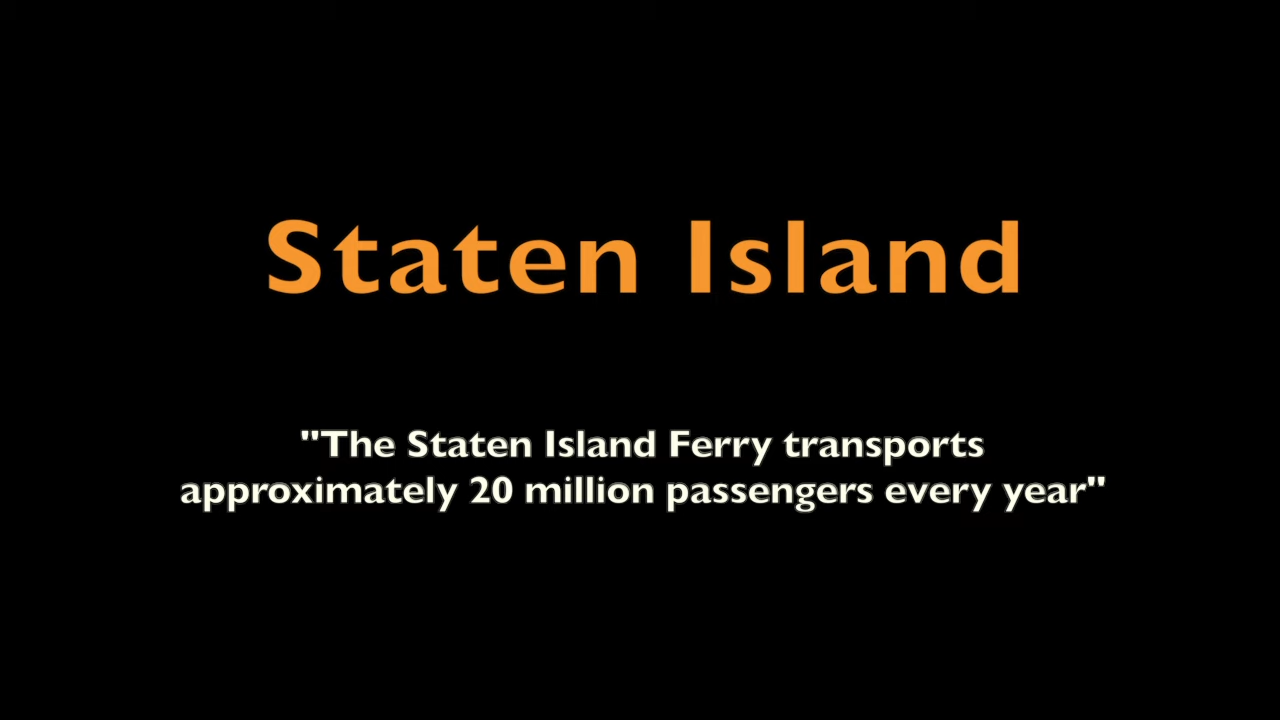 Staten Island
"The Staten Island Ferry transports
approximately 20 million passengers every year"